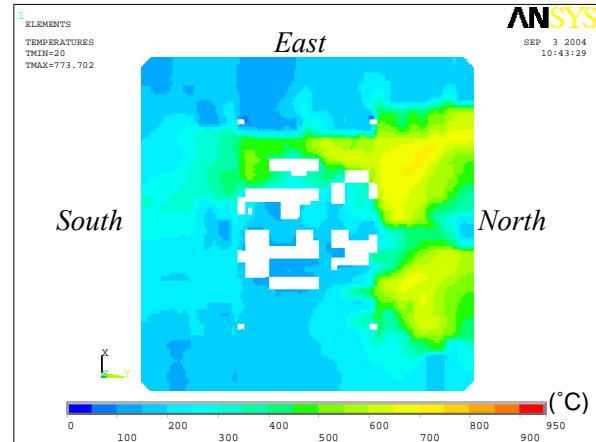 1
ELEMENTS
TEMPERATURES
TMIN=20
TMAX=773.702
East
ANSYS
SEP 3 2004
10:43:29
South
North
X
Z Y
(°C)
0 200 400 600 800 950
100 300 500 700 900